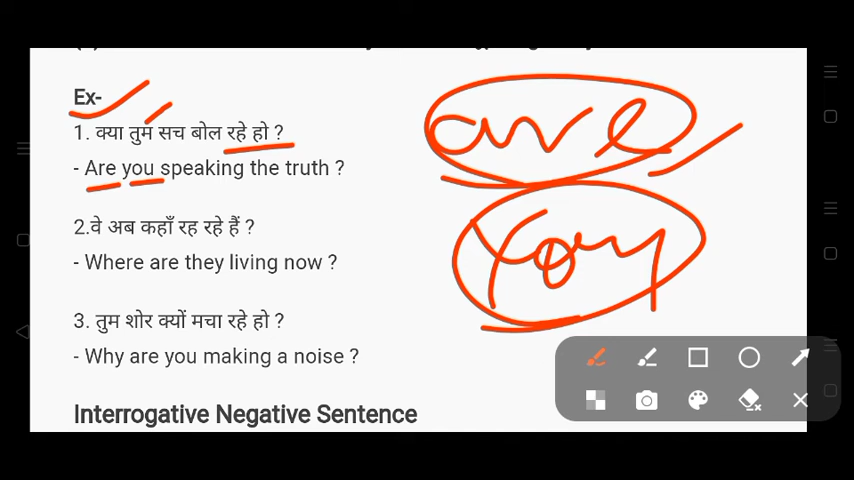 Ex-
1. क्या तुम सच बोल रहे हो ?
- Are you speaking the truth ?
are
You
2.वे अब कहाँ रह रहे हैं ?
- Where are they living now ?
3. तुम शोर क्यों मचा रहे हो ?
- Why are you making a noise ?
Interrogative Negative Sentence